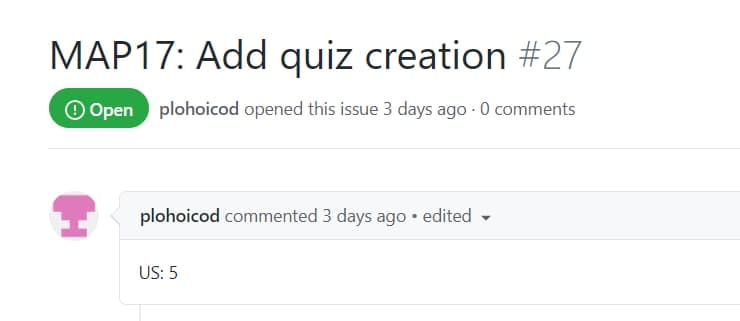 MAP17: Add quiz creation #27
Open plohoicod opened this issue 3 days ago · 0 comments
plohoicod commented 3 days ago • edited
US: 5